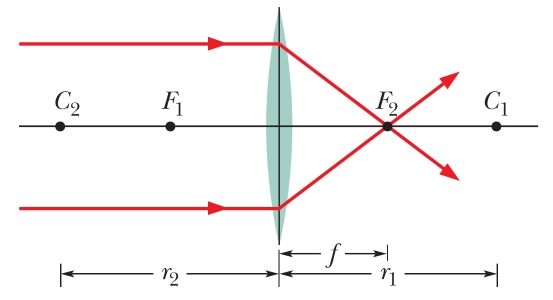 C₂ F₁ F₂ C₁
f
r₂ r₁